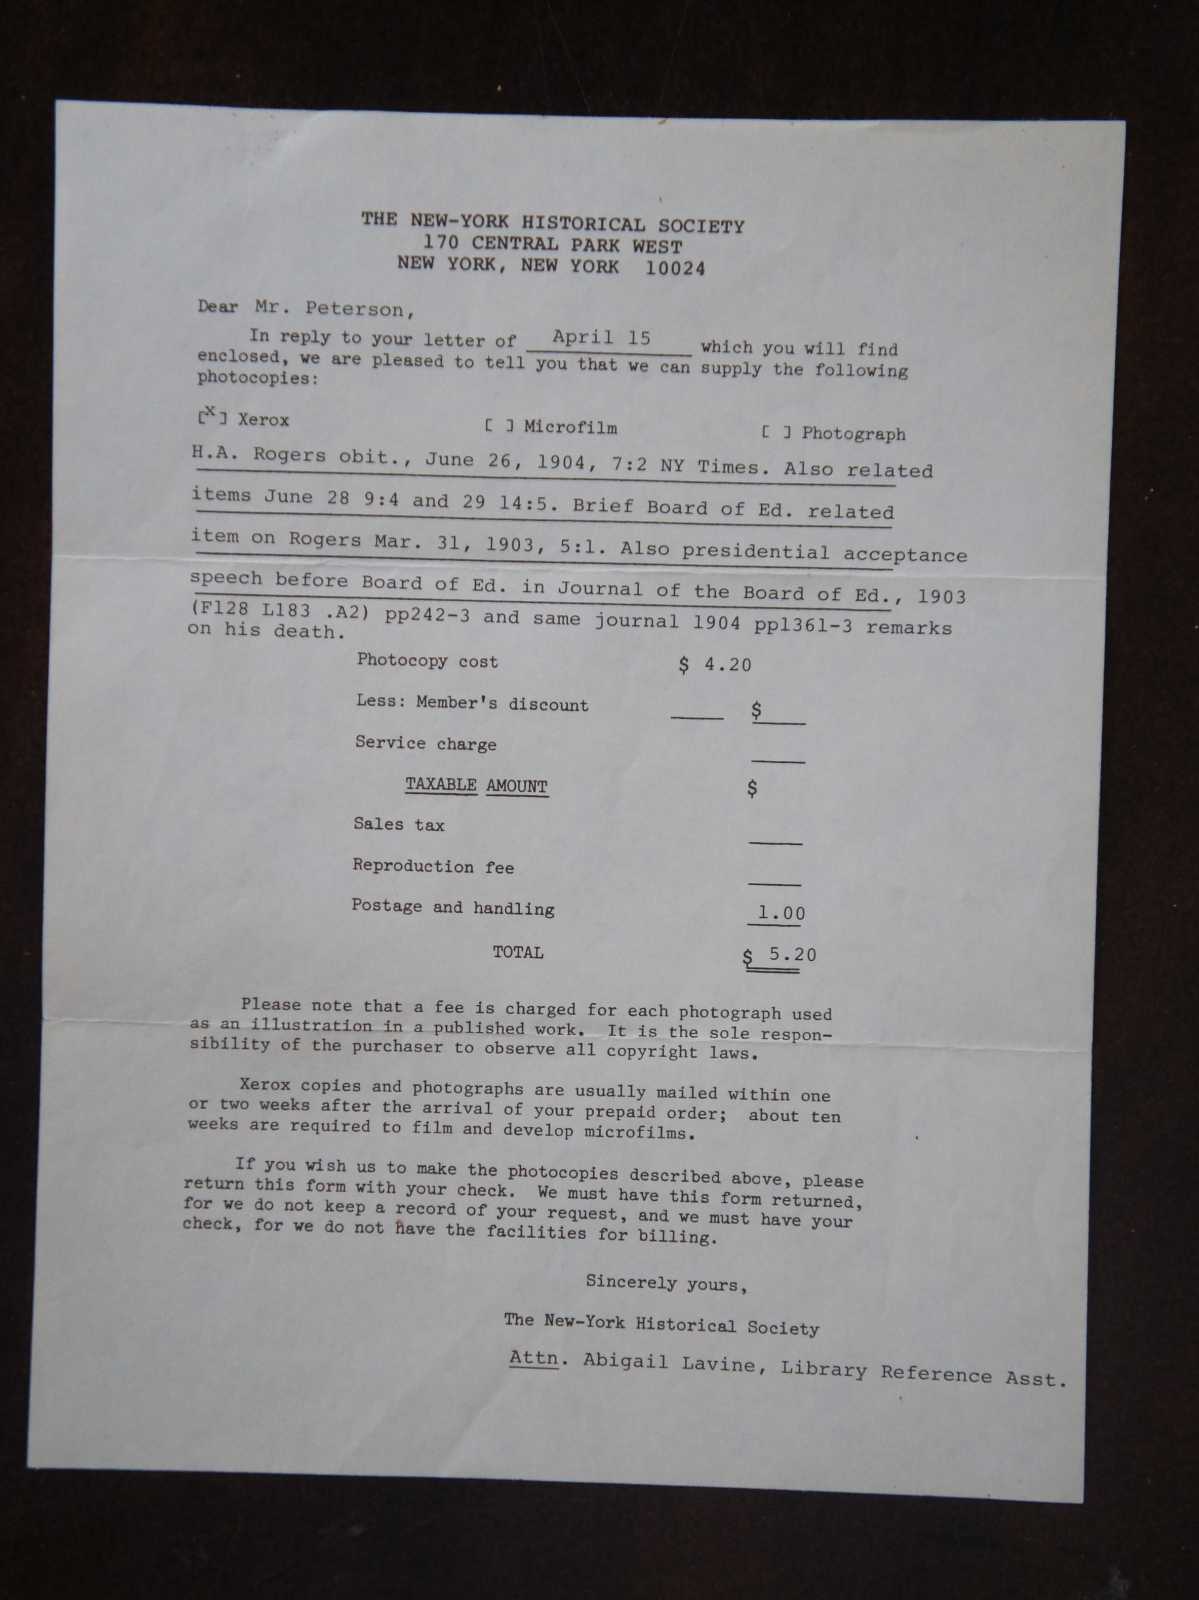 THE NEW-YORK HISTORICAL SOCIETY
170 CENTRAL PARK WEST
NEW YORK, NEW YORK 10024
Dear Mr. Peterson,
In reply to your letter of April 15 which you will find
enclosed, we are pleased to tell you that we can supply the following
photocopies:
[x] Xerox [ ] Microfilm [ ] Photograph
H.A. Rogers obit., June 26, 1904, 7:2 NY Times. Also related
items June 28 9:4 and 29 14:5. Brief Board of Ed. related
item on Rogers Mar. 31, 1903, 5:1. Also presidential acceptance
speech before Board of Ed. in Journal of the Board of Ed., 1903
(F128 L183 .A2) pp242-3 and same journal 1904 pp1361-3 remarks
on his death.
Photocopy cost $ 4.20
Less: Member's discount $
Service charge
TAXABLE AMOUNT $
Sales tax
Reproduction fee
Postage and handling 1.00
TOTAL $ 5.20
Please note that a fee is charged for each photograph used
as an illustration in a published work. It is the sole respon-
sibility of the purchaser to observe all copyright laws.
Xerox copies and photographs are usually mailed within one
or two weeks after the arrival of your prepaid order; about ten
weeks are required to film and develop microfilms.
If you wish us to make the photocopies described above, please
return this form with your check. We must have this form returned,
for we do not keep a record of your request, and we must have your
check, for we do not have the facilities for billing.
Sincerely yours,
The New-York Historical Society
Attn. Abigail Lavine, Library Reference Asst.